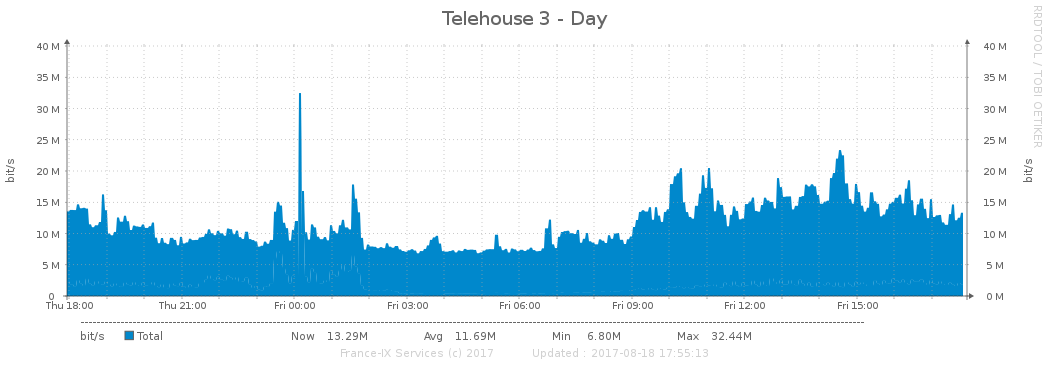 Telehouse 3 - Day
RRDTOOL / TOBI OETIKER
bit/s
bit/s
40 M 40 M
35 M 35 M
30 M 30 M
25 M 25 M
20 M 20 M
15 M 15 M
10 M 10 M
5 M 5 M
0 0 M
Thu 18:00 Thu 21:00 Fri 00:00 Fri 03:00 Fri 06:00 Fri 09:00 Fri 12:00 Fri 15:00
bit/s Total Now 13.29M Avg 11.69M Min 6.80M Max 32.44M
France-IX Services (c) 2017 Updated : 2017-08-18 17:55:13